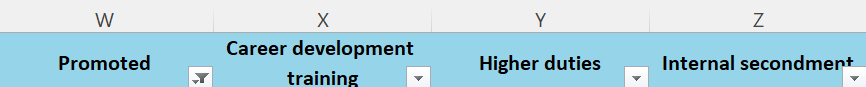 W X Y Z
Promoted
Career development
training
Higher duties
Internal secondment